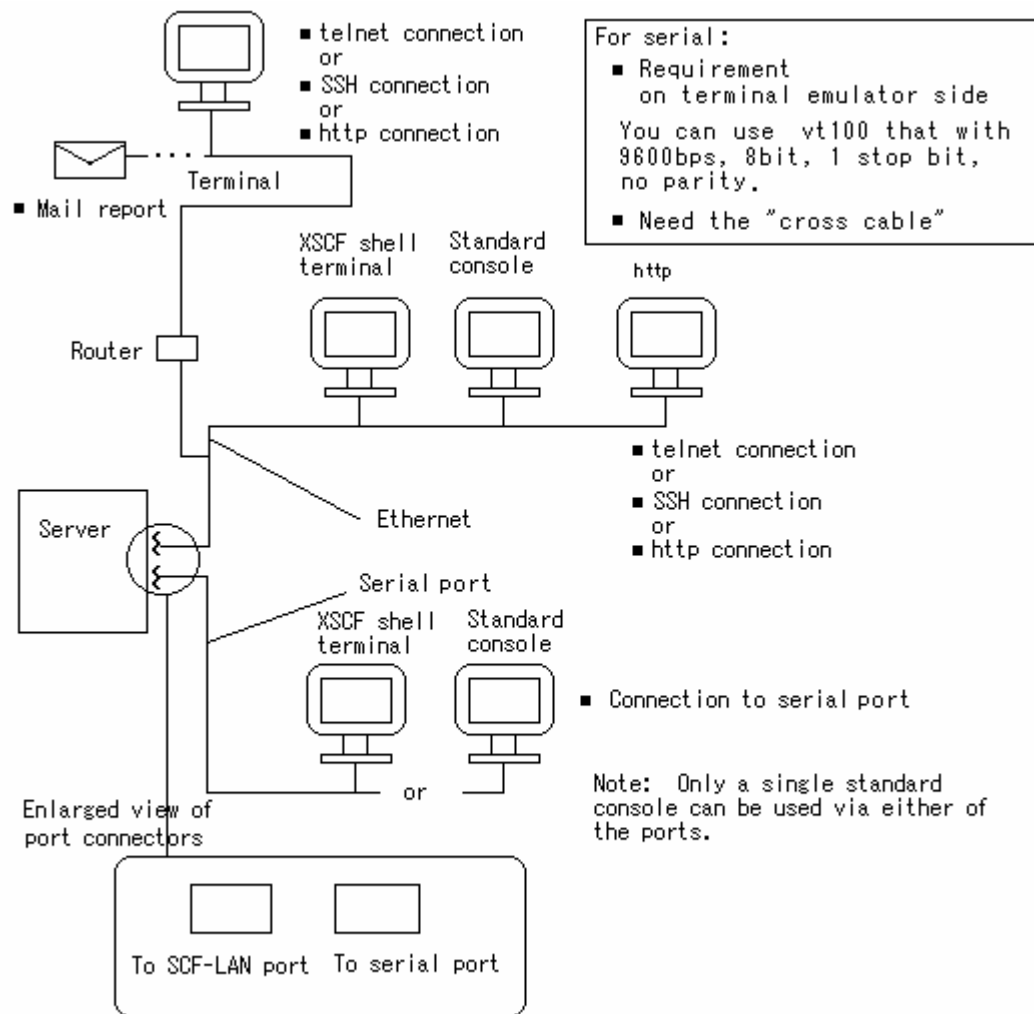 ■ telnet connection
or
■ SSH connection
or
■ http connection
For serial:
■ Requirement
on terminal emulator side
You can use vt100 that with
9600bps, 8bit, 1 stop bit,
no parity.
■ Need the "cross cable"
Terminal
■ Mail report
XSCF shell
terminal
Standard
console
http
Router
■ telnet connection
or
■ SSH connection
or
■ http connection
Ethernet
Server
Serial port
XSCF shell
terminal
Standard
console
■ Connection to serial port
or
Note: Only a single standard
console can be used via either of
the ports.
Enlarged view of
port connectors
To SCF-LAN port
To serial port